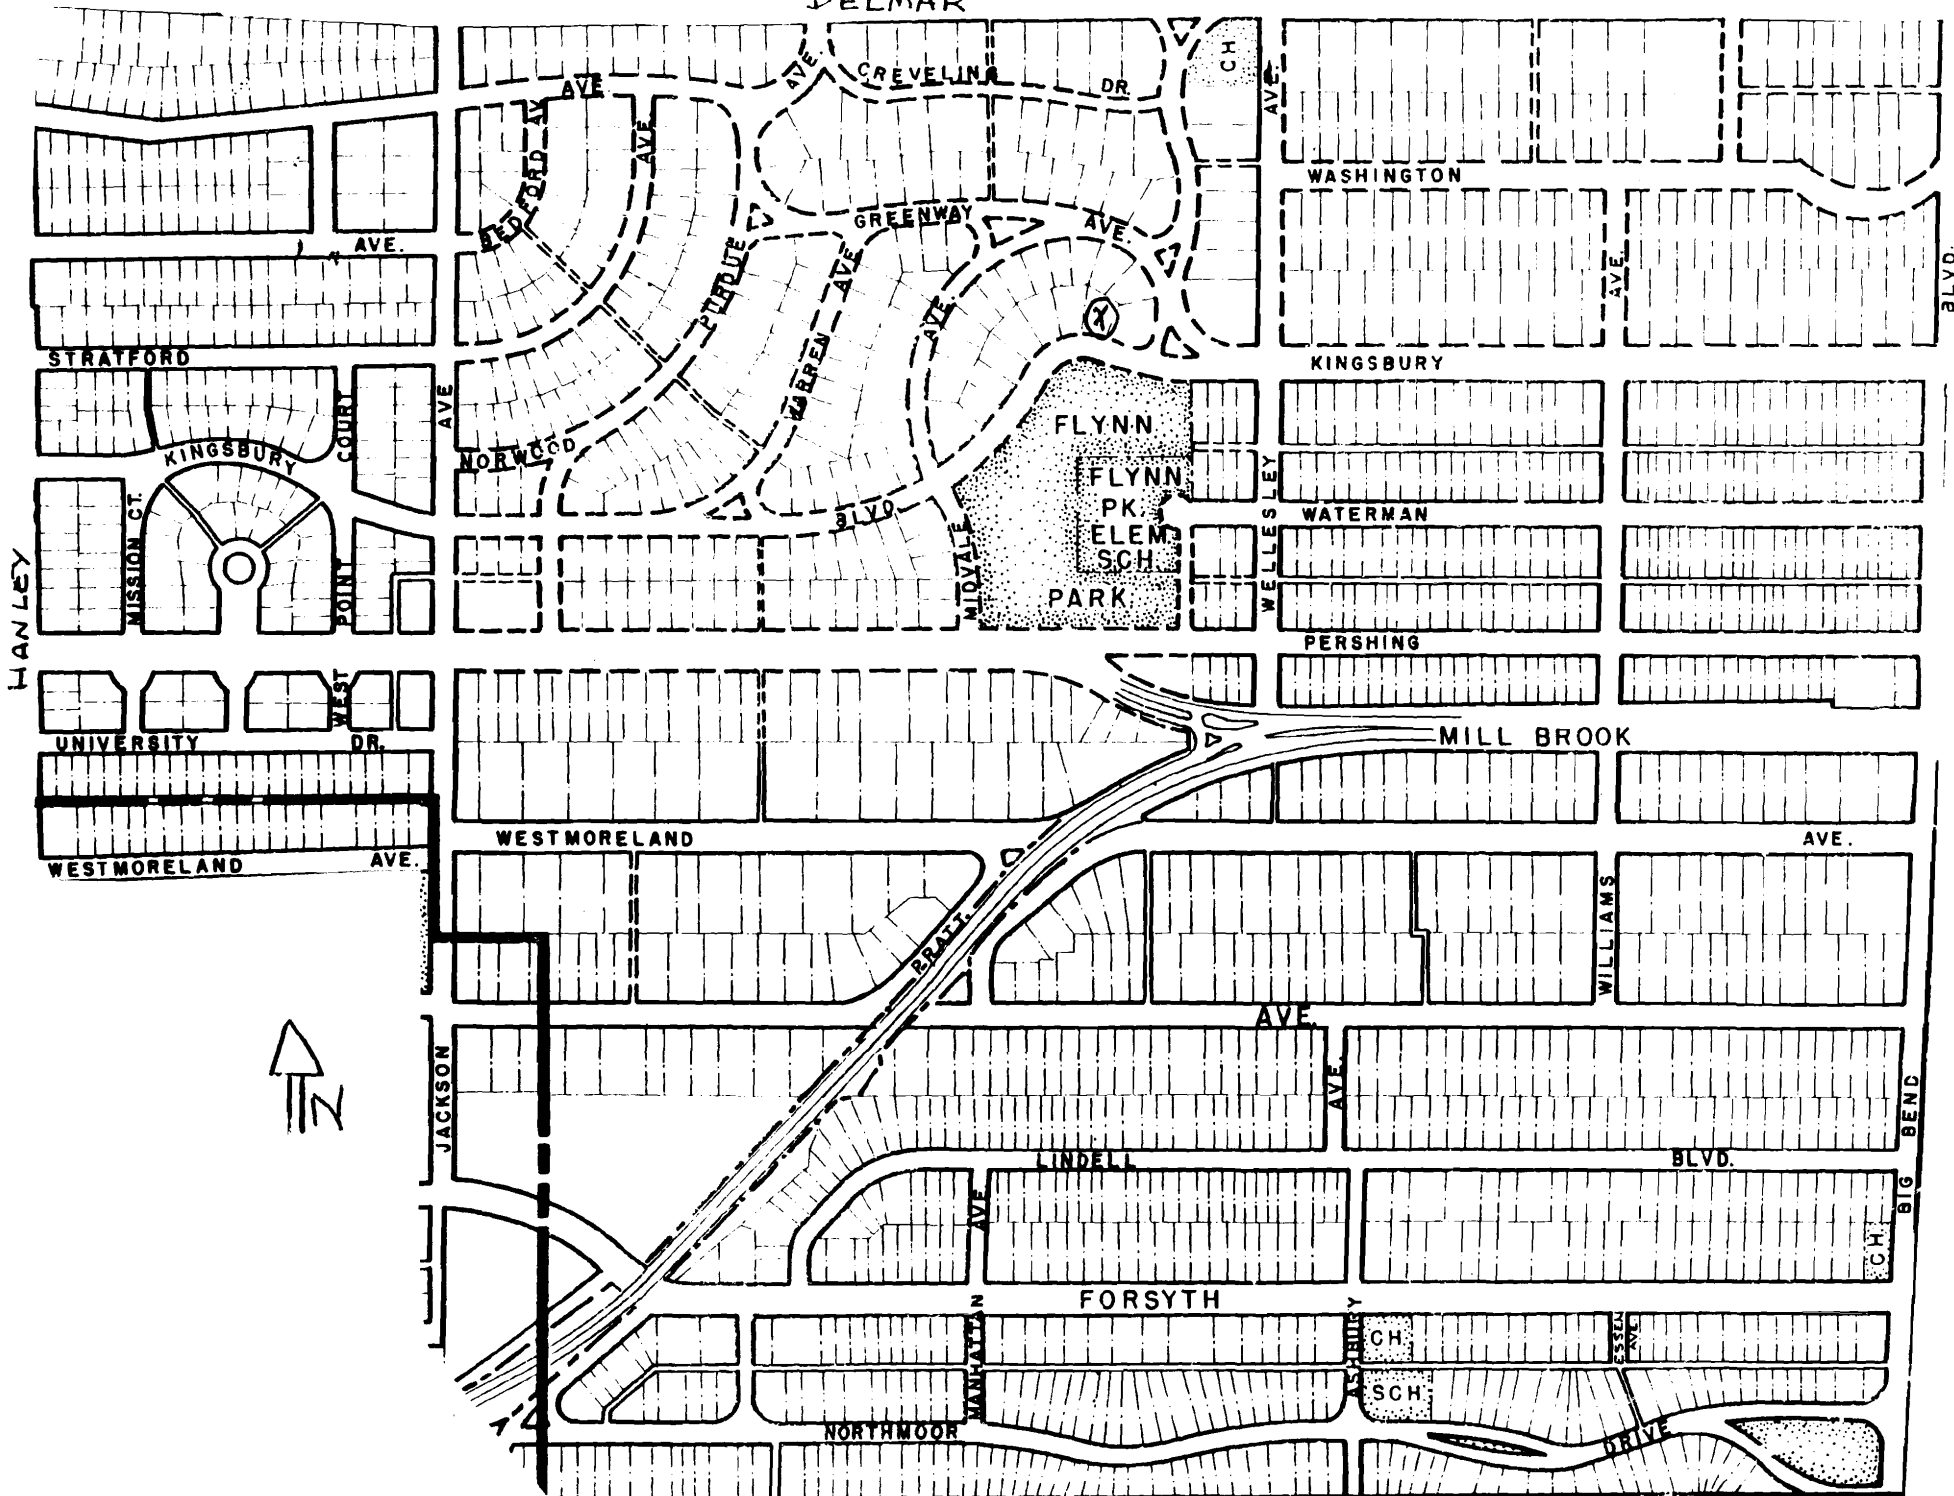 DELMAR
CH
AVE.
CREVELING
DR.
AVE
AVE
BEDFORD AV.
AVE.
WASHINGTON
GREENWAY
AVE.
AVE.
PURDUE
AVE
AVE.
AVE.
BLVD.
X
STRATFORD
KINGSBURY
WARREN
COURT
AVE
FLYNN
NORWOOD
KINGSBURY
FLYNN
PK.
ELEM
SCH.
PARK
WELLESLEY
WATERMAN
BLVD.
MISSION CT.
MIDVALE
POINT
HANLEY
PERSHING
WEST
UNIVERSITY DR.
MILL BROOK
WESTMORELAND
AVE.
WESTMORELAND AVE.
WILLIAMS
PRATT.
AVE.
N
JACKSON
AVE.
BIG BEND
LINDELL
BLVD.
AVE
CH.
FORSYTH
MANHATTAN
ASHBURY
CH.
ESSEN AVE.
SCH.
NORTHMOOR
DRIVE